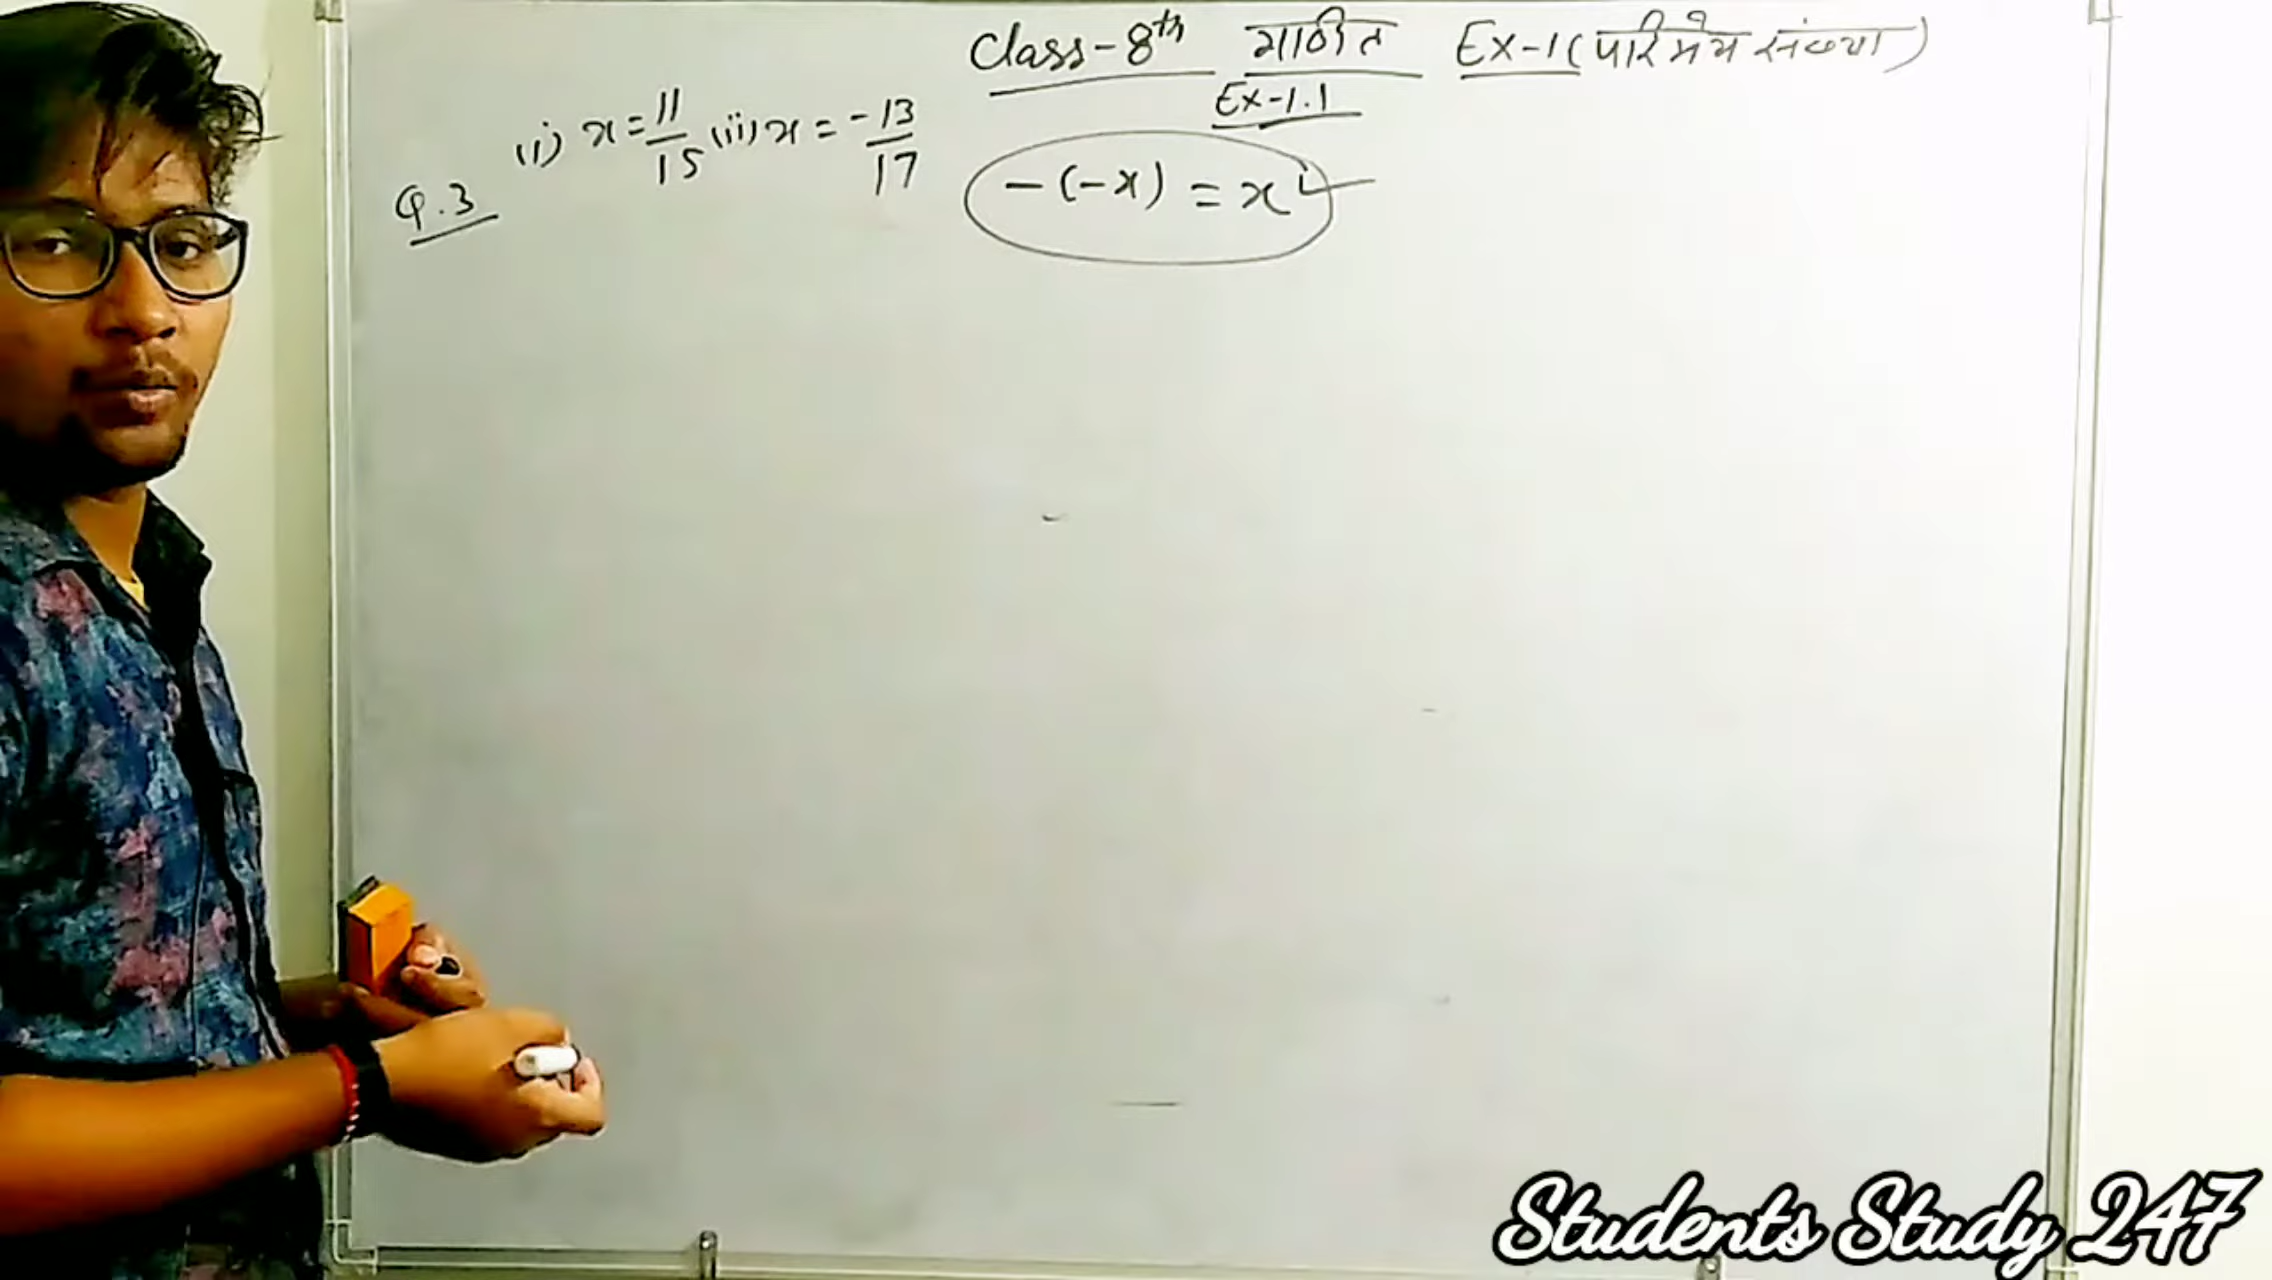 Class-8th गणित Ex-1(परिमेय संख्या)
Ex-1.1
(i) x = 11/15 (ii) x = -13/17
Q.3
-(-x) = x
Students Study 247